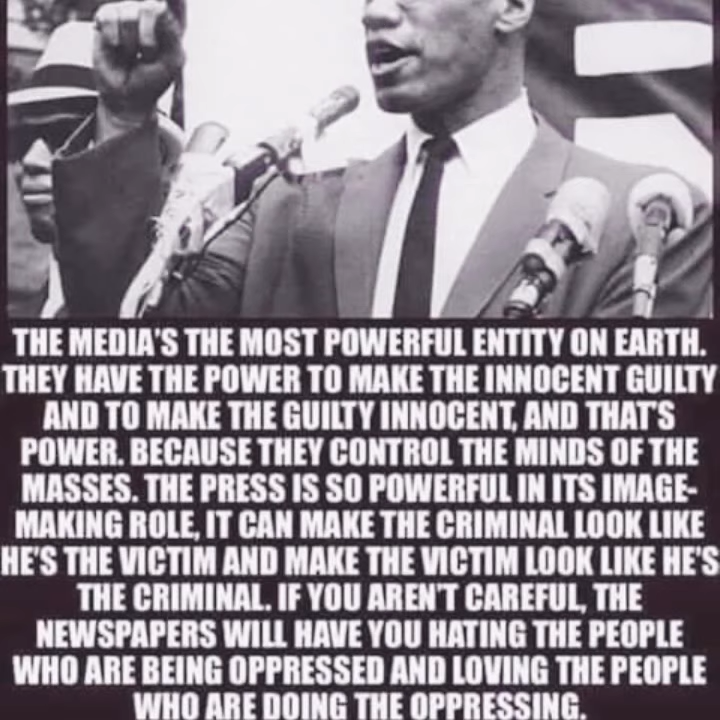 THE MEDIA'S THE MOST POWERFUL ENTITY ON EARTH.
THEY HAVE THE POWER TO MAKE THE INNOCENT GUILTY
AND TO MAKE THE GUILTY INNOCENT, AND THAT'S
POWER. BECAUSE THEY CONTROL THE MINDS OF THE
MASSES. THE PRESS IS SO POWERFUL IN ITS IMAGE-
MAKING ROLE, IT CAN MAKE THE CRIMINAL LOOK LIKE
HE'S THE VICTIM AND MAKE THE VICTIM LOOK LIKE HE'S
THE CRIMINAL. IF YOU AREN'T CAREFUL, THE
NEWSPAPERS WILL HAVE YOU HATING THE PEOPLE
WHO ARE BEING OPPRESSED AND LOVING THE PEOPLE
WHO ARE DOING THE OPPRESSING.